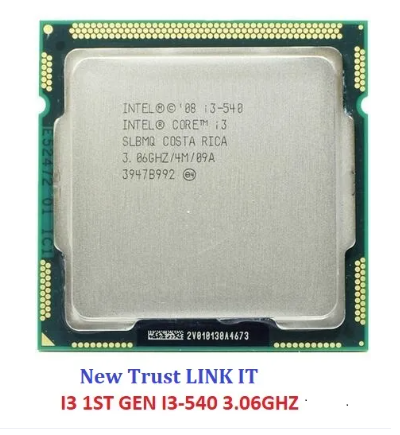 INTEL®©'08 i3-540
INTEL® CORE™ i3
SLBMQ COSTA RICA
3.06GHZ/4M/09A
3947B992 e4
2V010130A4673
New Trust LINK IT
I3 1ST GEN I3-540 3.06GHZ